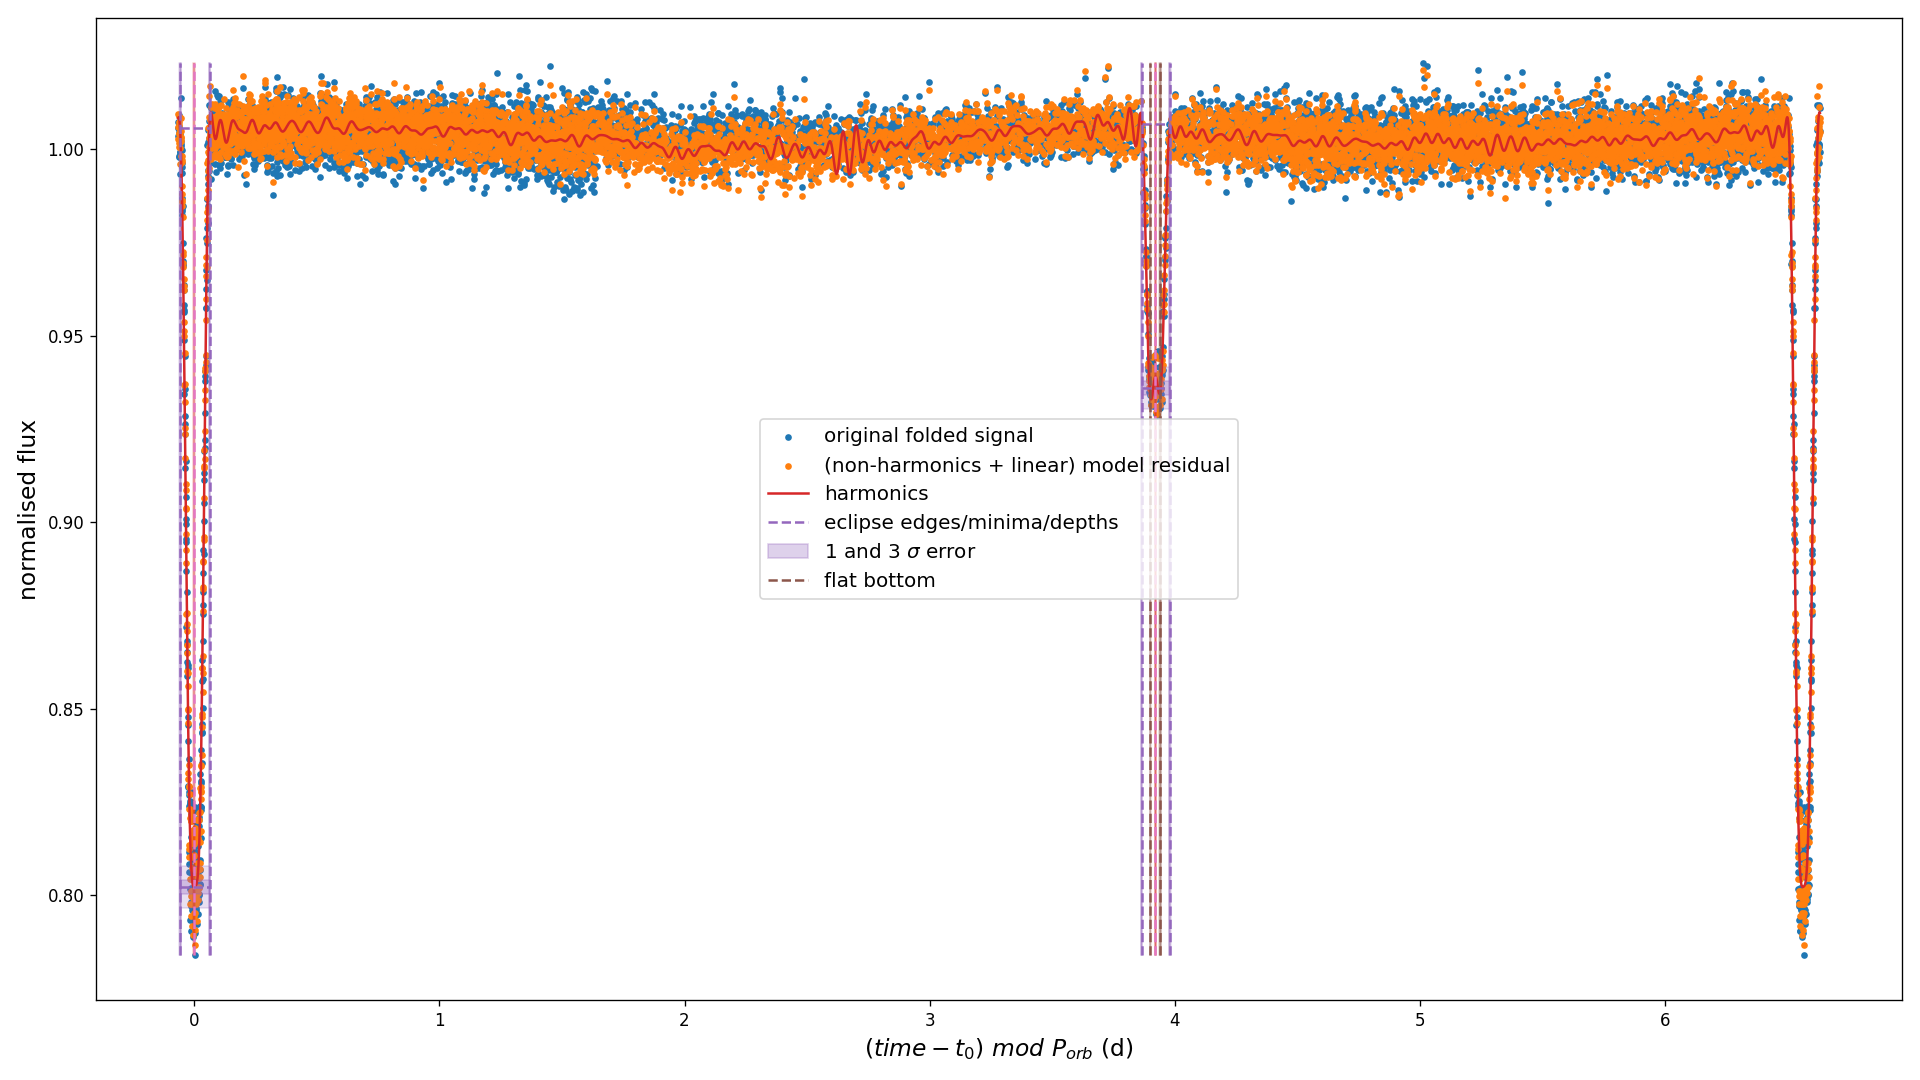 1.00
0.95
0.90
0.85
0.80
normalised flux
original folded signal
(non-harmonics + linear) model residual
harmonics
eclipse edges/minima/depths
1 and 3 σ error
flat bottom
0 1 2 3 4 5 6
(time − t₀) mod Pₒᵣb (d)